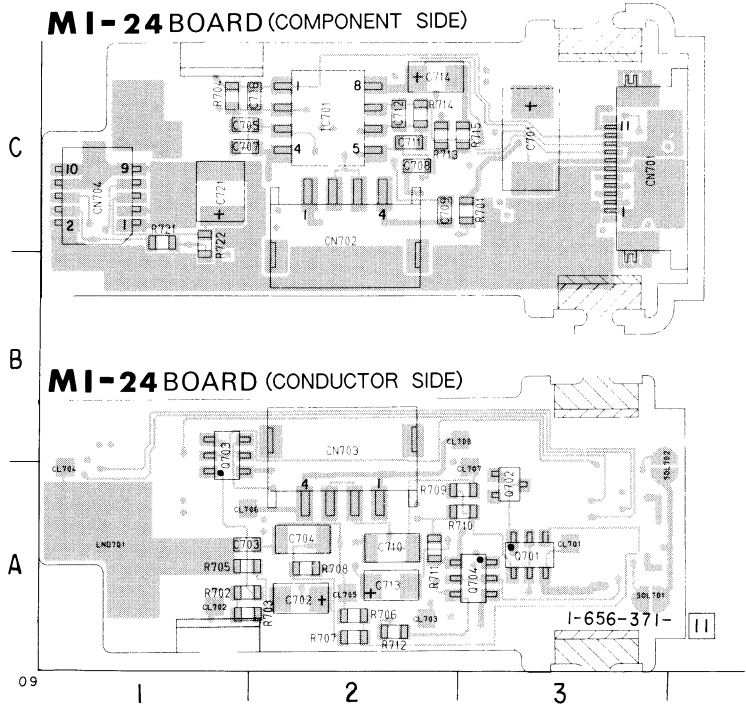 MI-24 BOARD (COMPONENT SIDE)
C
R704
C716
C705
C707
1
8
4
5
IC701
C714
C712
R714
C711
C708
R713
R715
C701
11
1
CN701
10
9
2
1
CN704
C721
R721
R722
1
4
CN702
C709
R701
B
MI-24 BOARD (CONDUCTOR SIDE)
CL704
Q703
CN703
CL708
CL707
Q702
SOL702
4
1
R709
CL706
R710
A
LND701
C703
C704
C710
R711
Q701
CL701
R705
R708
Q704
R702
R703
C702
CL705
C713
SOL701
CL702
R706
CL703
R707
R712
1-656-371-
11
09
1
2
3